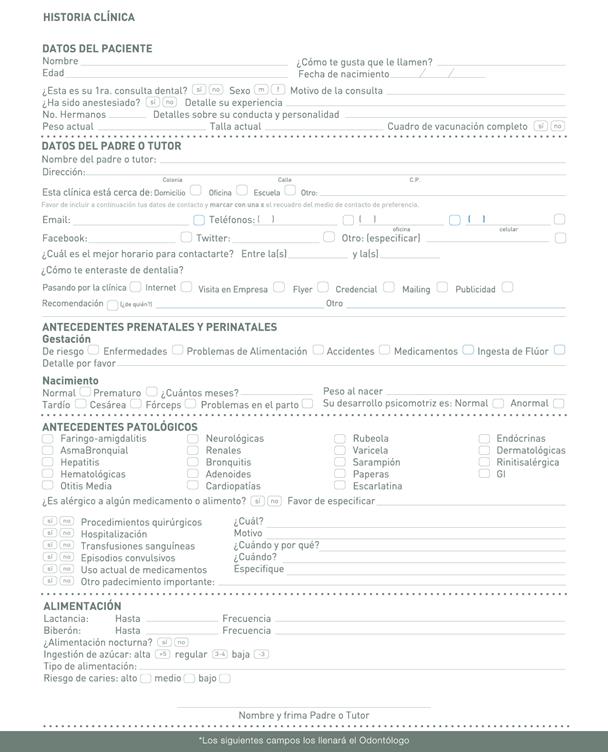 HISTORIA CLÍNICA
DATOS DEL PACIENTE
Nombre ¿Cómo te gusta que le llamen?
Edad Fecha de nacimiento / /
¿Esta es su 1ra. consulta dental? sí no Sexo m f Motivo de la consulta
¿Ha sido anestesiado? sí no Detalle su experiencia
No. Hermanos Detalles sobre su conducta y personalidad
Peso actual Talla actual Cuadro de vacunación completo sí no
DATOS DEL PADRE O TUTOR
Nombre del padre o tutor:
Dirección:
Colonia Calle C.P.
Esta clínica está cerca de: Domicilio Oficina Escuela Otro:
Favor de incluir a continuación tus datos de contacto y marcar con una x el recuadro del medio de contacto de preferencia.
Email: Teléfonos: ( ) ( ) ( )
oficina celular
Facebook: Twitter: Otro: (especificar)
¿Cuál es el mejor horario para contactarte? Entre la(s) y la(s)
¿Cómo te enteraste de dentalia?
Pasando por la clínica Internet Visita en Empresa Flyer Credencial Mailing Publicidad
Recomendación (¿de quién?) Otro
ANTECEDENTES PRENATALES Y PERINATALES
Gestación
De riesgo Enfermedades Problemas de Alimentación Accidentes Medicamentos Ingesta de Flúor
Detalle por favor
Nacimiento
Normal Prematuro ¿Cuántos meses? Peso al nacer
Tardío Cesárea Fórceps Problemas en el parto Su desarrollo psicomotriz es: Normal Anormal
ANTECEDENTES PATOLÓGICOS
Faringo-amigdalitis Neurológicas Rubeola Endócrinas
AsmaBronquial Renales Varicela Dermatológicas
Hepatitis Bronquitis Sarampión Rinitisalérgica
Hematológicas Adenoides Paperas GI
Otitis Media Cardiopatías Escarlatina
¿Es alérgico a algún medicamento o alimento? sí no Favor de especificar
sí no Procedimientos quirúrgicos ¿Cuál?
sí no Hospitalización Motivo
sí no Transfusiones sanguíneas ¿Cuándo y por qué?
sí no Episodios convulsivos ¿Cuándo?
sí no Uso actual de medicamentos Especifique
sí no Otro padecimiento importante:
ALIMENTACIÓN
Lactancia: Hasta Frecuencia
Biberón: Hasta Frecuencia
¿Alimentación nocturna? sí no
Ingestión de azúcar: alta +5 regular 3-4 baja -3
Tipo de alimentación:
Riesgo de caries: alto medio bajo
Nombre y frima Padre o Tutor
*Los siguientes campos los llenará el Odontólogo